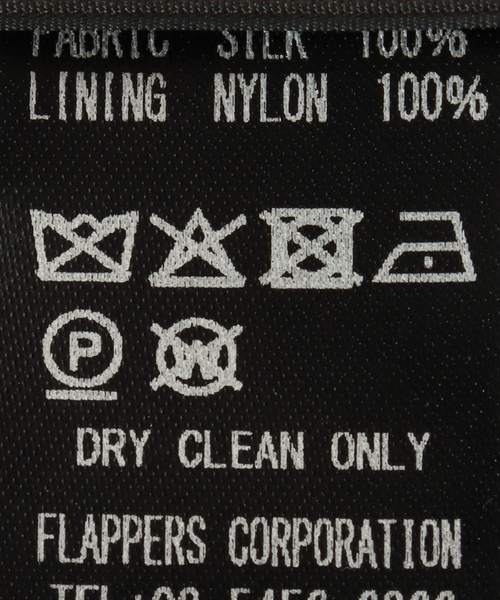 FABRIC SILK 100%
LINING NYLON 100%
P W
DRY CLEAN ONLY
FLAPPERS CORPORATION